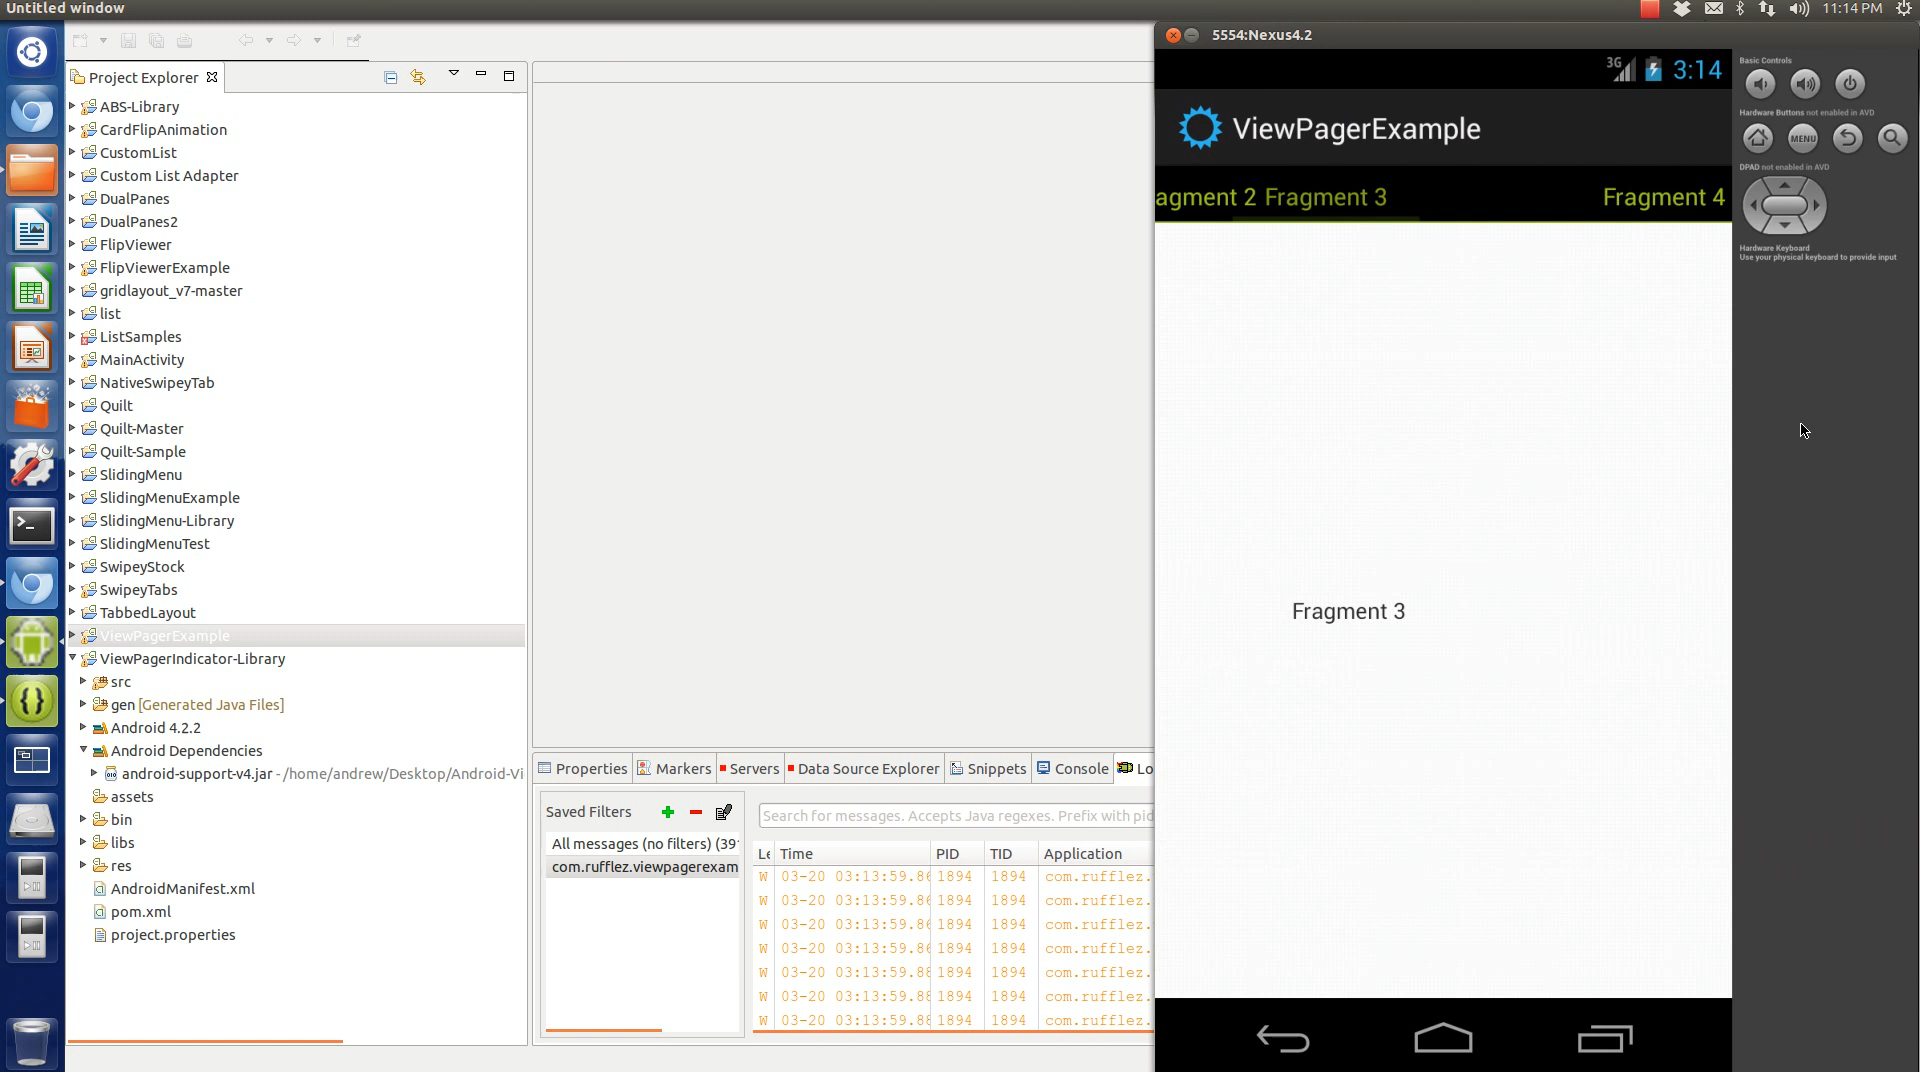 Untitled window
11:14 PM
Project Explorer
ABS-Library
CardFlipAnimation
CustomList
Custom List Adapter
DualPanes
DualPanes2
FlipViewer
FlipViewerExample
gridlayout_v7-master
list
ListSamples
MainActivity
NativeSwipeyTab
Quilt
Quilt-Master
Quilt-Sample
SlidingMenu
SlidingMenuExample
SlidingMenu-Library
SlidingMenuTest
SwipeyStock
SwipeyTabs
TabbedLayout
ViewPagerExample
ViewPagerIndicator-Library
src
gen [Generated Java Files]
Android 4.2.2
Android Dependencies
android-support-v4.jar - /home/andrew/Desktop/Android-Vi
assets
bin
libs
res
AndroidManifest.xml
pom.xml
project.properties
Properties Markers Servers Data Source Explorer Snippets Console Lo
Saved Filters
All messages (no filters) (39
com.rufflez.viewpagerexam
Search for messages. Accepts Java regexes. Prefix with pid
Le Time PID TID Application
W 03-20 03:13:59.86 1894 1894 com.rufflez.
W 03-20 03:13:59.86 1894 1894 com.rufflez.
W 03-20 03:13:59.86 1894 1894 com.rufflez.
W 03-20 03:13:59.86 1894 1894 com.rufflez.
W 03-20 03:13:59.88 1894 1894 com.rufflez.
W 03-20 03:13:59.88 1894 1894 com.rufflez.
W 03-20 03:13:59.88 1894 1894 com.rufflez.
5554:Nexus4.2
3G 3:14
ViewPagerExample
agment 2 Fragment 3 Fragment 4
Fragment 3
Basic Controls
Hardware Buttons not enabled in AVD
MENU
DPAD not enabled in AVD
Hardware Keyboard
Use your physical keyboard to provide input